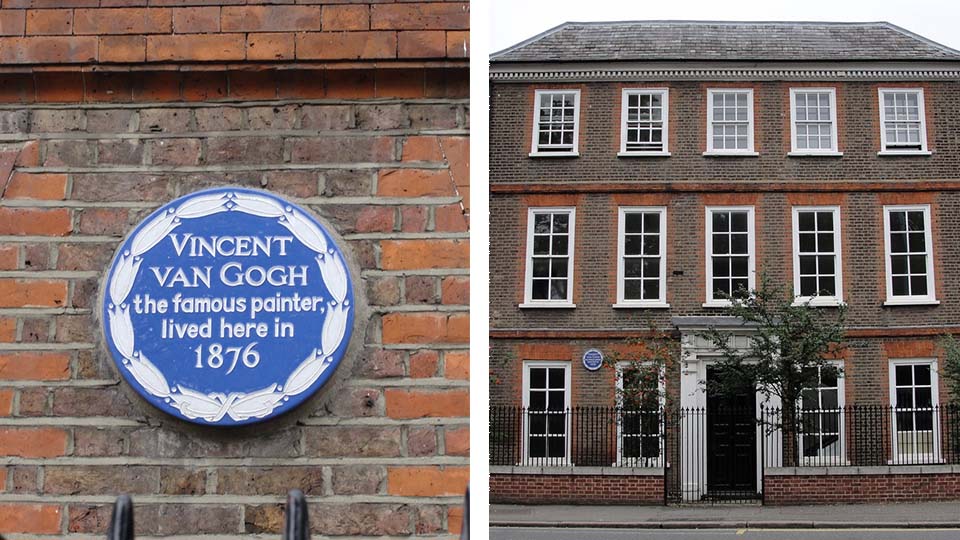 VINCENT
VAN GOGH
the famous painter,
lived here in
1876